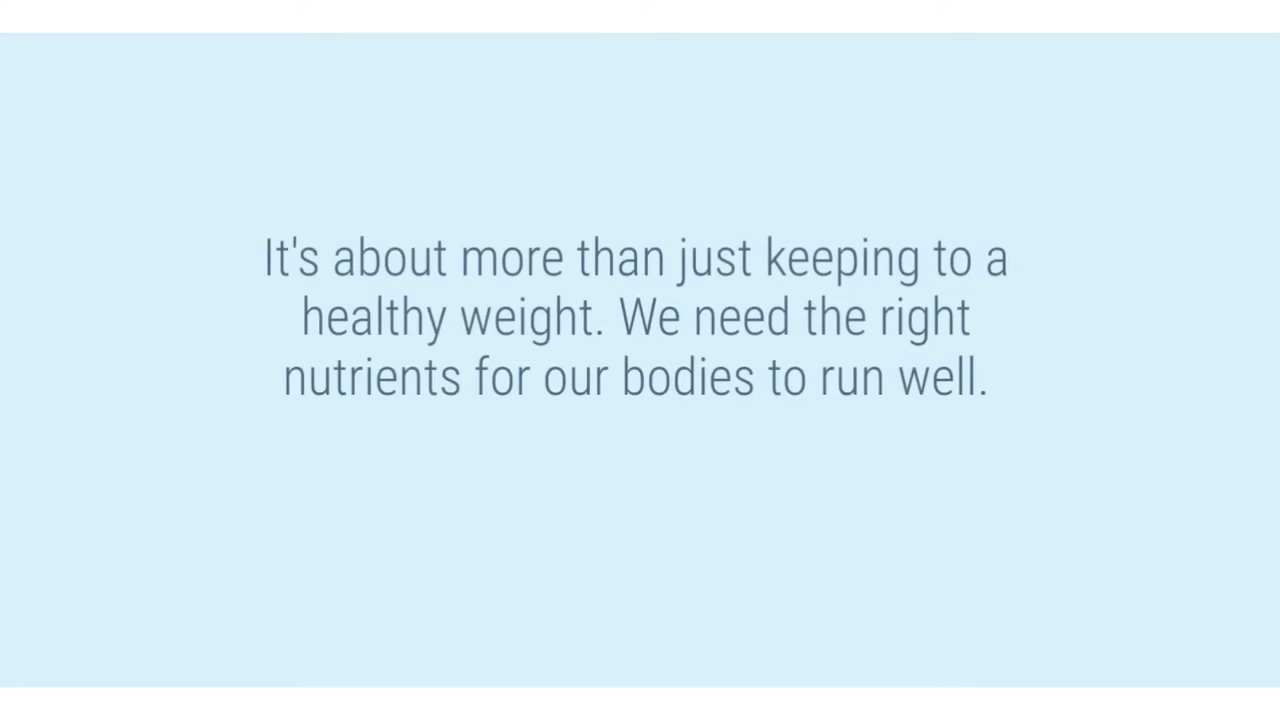 It's about more than just keeping to a
healthy weight. We need the right
nutrients for our bodies to run well.